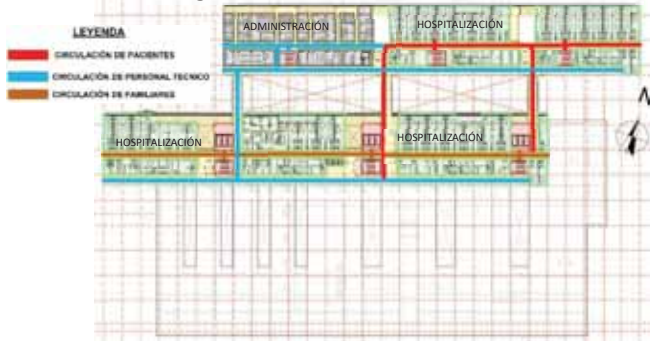 LEYENDA
CIRCULACIÓN DE PACIENTES
CIRCULACIÓN DE PERSONAL TECNICO
CIRCULACIÓN DE FAMILIARES
ADMINISTRACIÓN
HOSPITALIZACIÓN
HOSPITALIZACIÓN
HOSPITALIZACIÓN
N